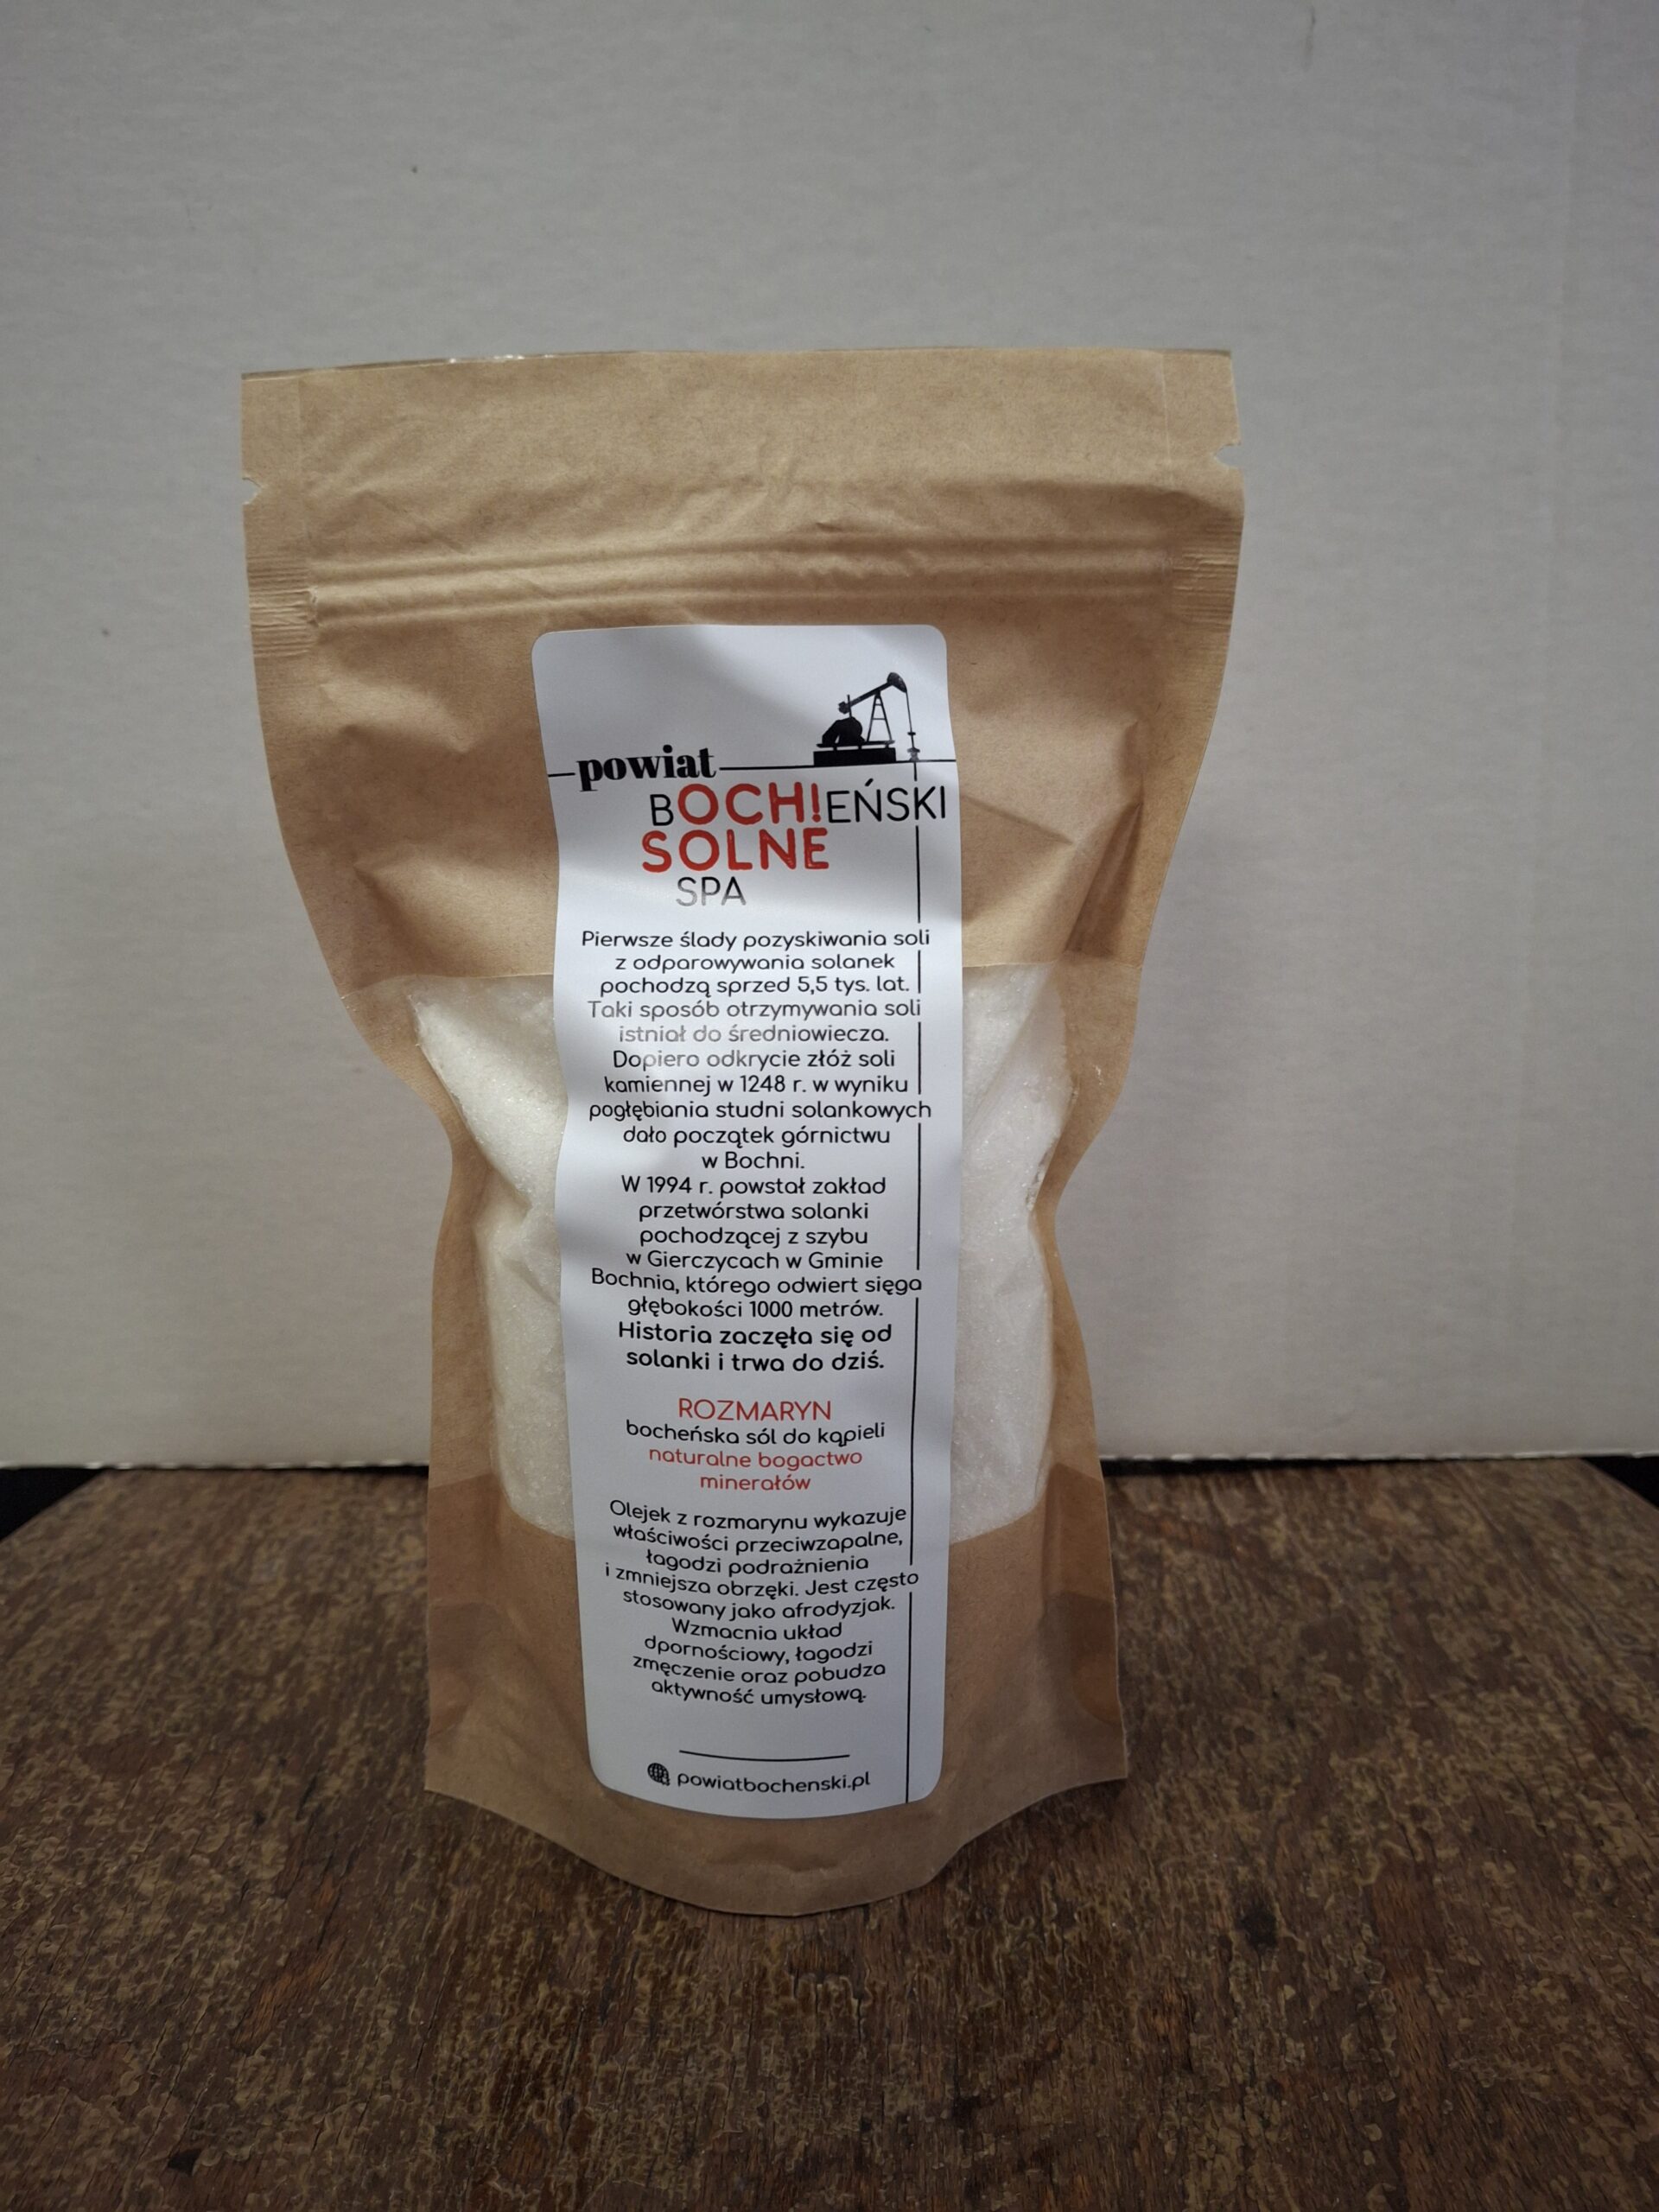 powiat
BOCH!EŃSKI
SOLNE
SPA
Pierwsze ślady pozyskiwania soli
z odparowywania solanek
pochodzą sprzed 5,5 tys. lat.
Taki sposób otrzymywania soli
istniał do średniowiecza.
Dopiero odkrycie złóż soli
kamiennej w 1248 r. w wyniku
pogłębiania studni solankowych
dało początek górnictwu
w Bochni.
W 1994 r. powstał zakład
przetwórstwa solanki
pochodzącej z szybu
w Gierczycach w Gminie
Bochnia, którego odwiert sięga
głębokości 1000 metrów.
Historia zaczęła się od
solanki i trwa do dziś.
ROZMARYN
bocheńska sól do kąpieli
naturalne bogactwo
minerałów
Olejek z rozmarynu wykazuje
właściwości przeciwzapalne,
łagodzi podrażnienia
i zmniejsza obrzęki. Jest często
stosowany jako afrodyzjak.
Wzmacnia układ
dpornościowy, łagodzi
zmęczenie oraz pobudza
aktywność umysłową.
powiatbochenski.pl